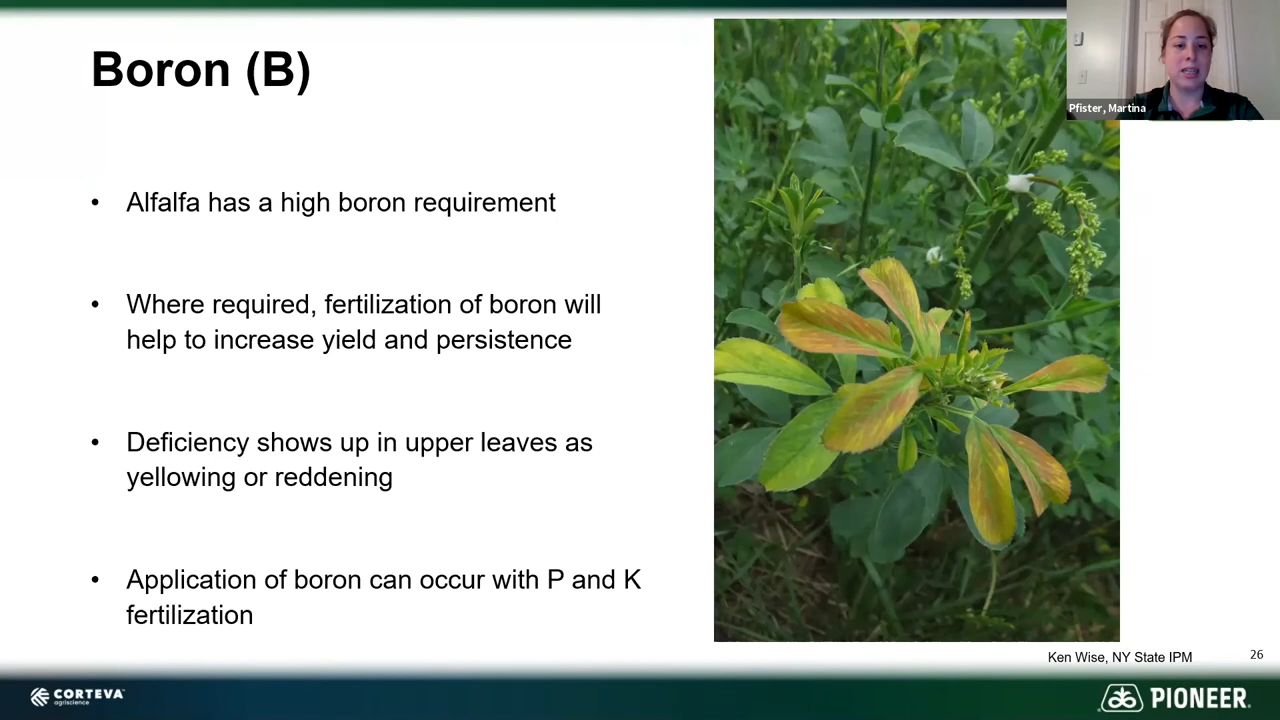 Boron (B)
Pfister, Martina
• Alfalfa has a high boron requirement
• Where required, fertilization of boron will
help to increase yield and persistence
• Deficiency shows up in upper leaves as
yellowing or reddening
• Application of boron can occur with P and K
fertilization
Ken Wise, NY State IPM
26
CORTEVA
agriscience
PIONEER